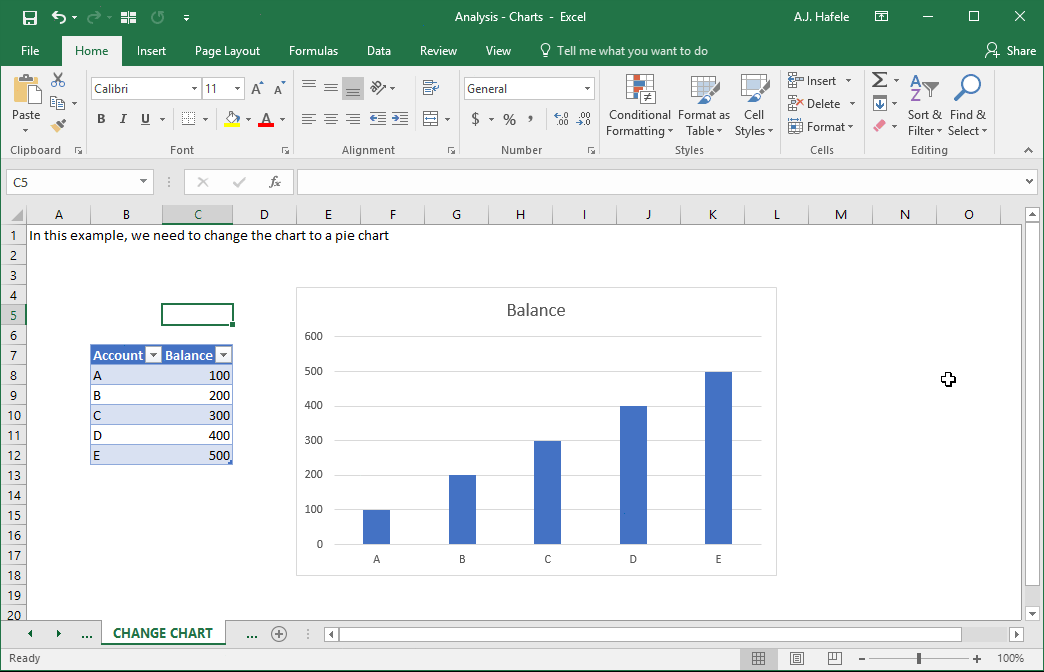 Analysis - Charts - Excel
A.J. Hafele
File Home Insert Page Layout Formulas Data Review View Tell me what you want to do Share
Paste
Calibri 11
B I U A
General
$ % ,
Conditional Formatting
Format as Table
Cell Styles
Insert
Delete
Format
Sort & Filter
Find & Select
Clipboard Font Alignment Number Styles Cells Editing
C5 fx
A B C D E F G H I J K L M N O
1 In this example, we need to change the chart to a pie chart
2
3
4
5
6
7 Account Balance
8 A 100
9 B 200
10 C 300
11 D 400
12 E 500
13
14
15
16
17
18
19
20
Balance
600
500
400
300
200
100
0
A B C D E
... CHANGE CHART ...
Ready 100%